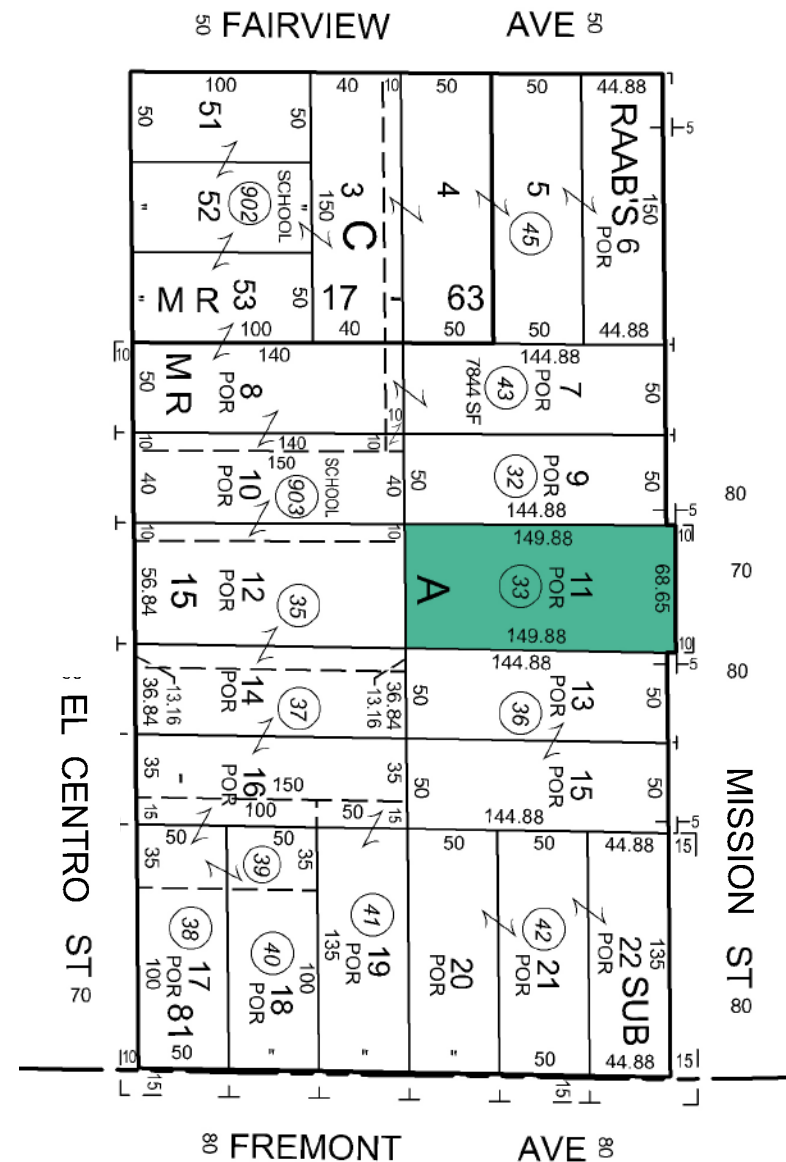 50 FAIRVIEW AVE 50
100 40 10 50 50 44.88
50 51 50
RAAB'S
5
" 52 902 SCHOOL "
3 150 C
4
5 45
6 POR 150
" M R 53 50
17 - 63
100 40 50 50 44.88
10 140 144.88
M R
50 8 POR
10
7844 SF 43 7 POR 50
10 140 10
150
40 10 POR 903 SCHOOL 40
50 32 9 POR 50
144.88 5
80
10 10 149.88 10
56.84 15 12 POR 35
A 33 11 POR 68.65
70
149.88 10
144.88 5
80
36.84 13.16 14 POR 37 13.16 36.84
50 36 13 POR 50
35 - 16 POR 150 35
50 15 POR 50
15 100 50 15
144.88 5
50 50 50 50 44.88 15
35 39 35
38 17 POR 100 81
40 18 POR 100
41 19 POR 135
20 POR
42 21 POR
22 POR SUB 135
10 50 " " " 50 44.88 15
15 15
EL CENTRO ST 70
MISSION ST 80
80 FREMONT AVE 80